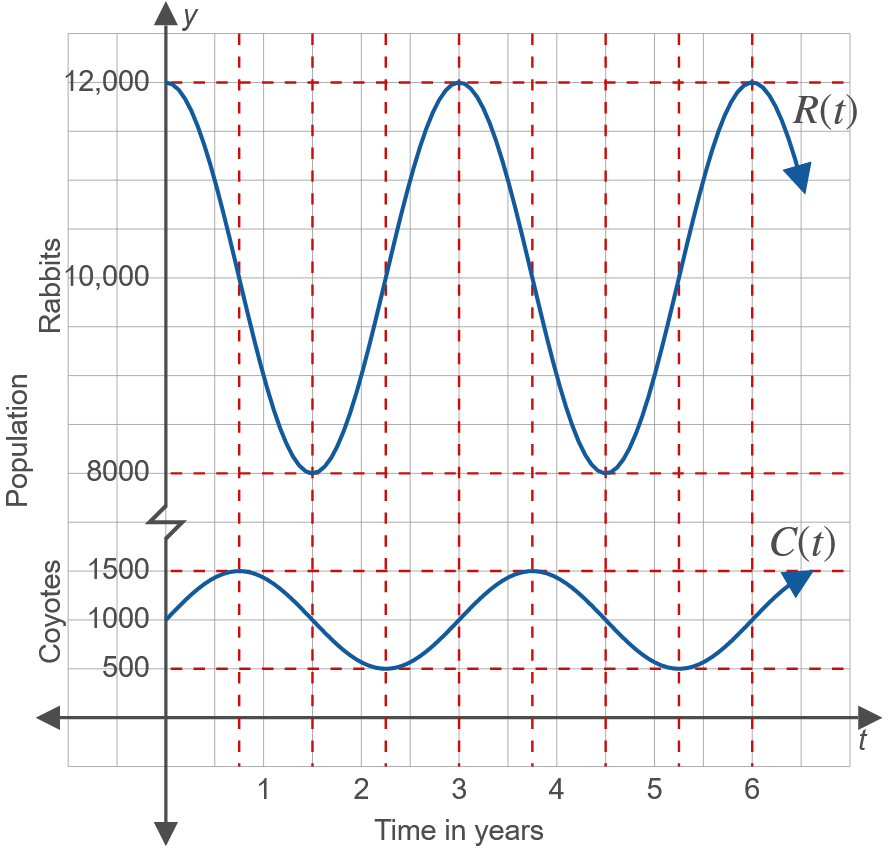 y
12,000
R(t)
Rabbits
10,000
Population
8000
C(t)
Coyotes
1500
1000
500
t
1 2 3 4 5 6
Time in years